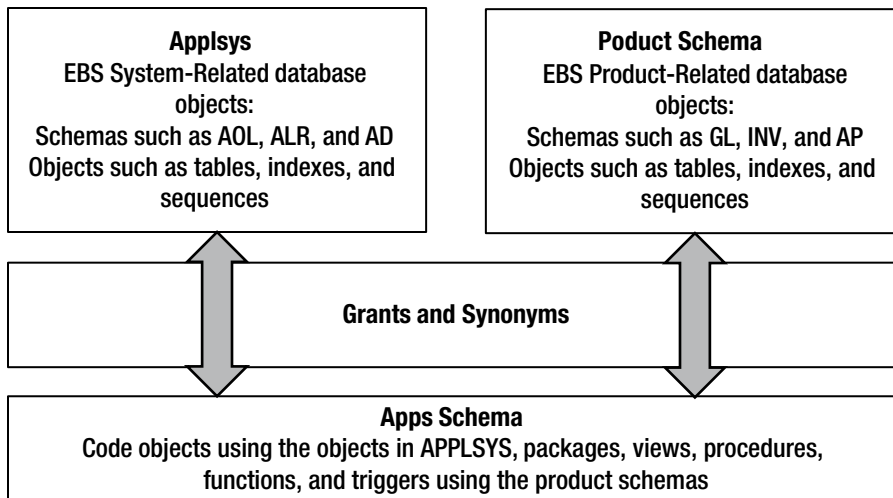 Applsys
EBS System-Related database
objects:
Schemas such as AOL, ALR, and AD
Objects such as tables, indexes, and
sequences
Poduct Schema
EBS Product-Related database
objects:
Schemas such as GL, INV, and AP
Objects such as tables, indexes, and
sequences
Grants and Synonyms
Apps Schema
Code objects using the objects in APPLSYS, packages, views, procedures,
functions, and triggers using the product schemas